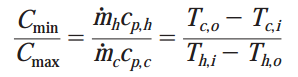 C_min / C_max = ṁ_h c_p,h / ṁ_c c_p,c = T_c,o − T_c,i / T_h,i − T_h,o